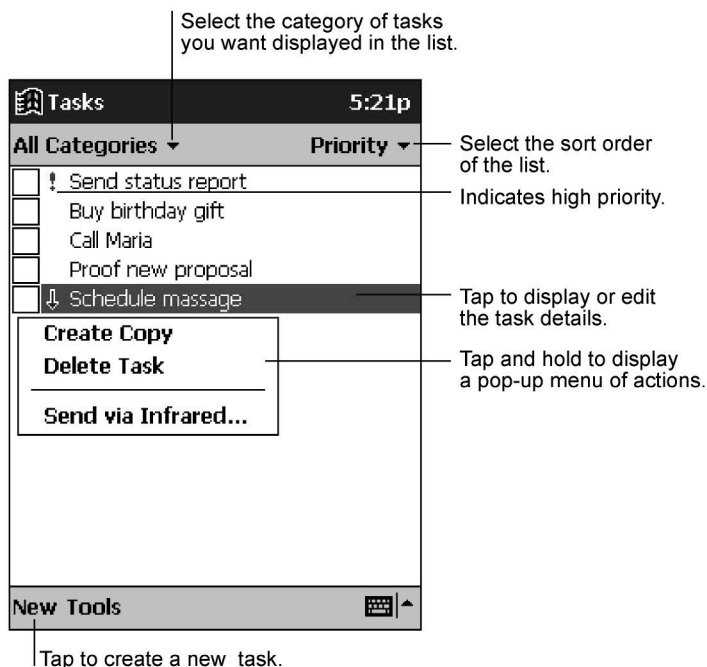 Select the category of tasks
you want displayed in the list.
Tasks 5:21p
All Categories Priority
Select the sort order
of the list.
! Send status report
Indicates high priority.
Buy birthday gift
Call Maria
Proof new proposal
Schedule massage
Tap to display or edit
the task details.
Create Copy
Delete Task
Send via Infrared...
Tap and hold to display
a pop-up menu of actions.
New Tools
Tap to create a new task.